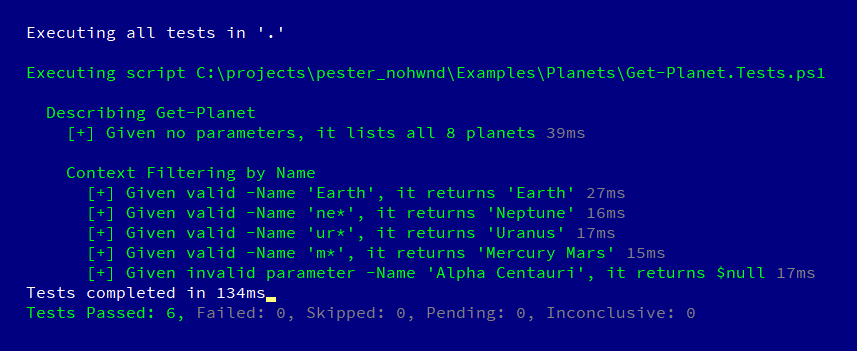 Executing all tests in '.'
Executing script C:\projects\pester_nohwnd\Examples\Planets\Get-Planet.Tests.ps1
Describing Get-Planet
[+] Given no parameters, it lists all 8 planets 39ms
Context Filtering by Name
[+] Given valid -Name 'Earth', it returns 'Earth' 27ms
[+] Given valid -Name 'ne*', it returns 'Neptune' 16ms
[+] Given valid -Name 'ur*', it returns 'Uranus' 17ms
[+] Given valid -Name 'm*', it returns 'Mercury Mars' 15ms
[+] Given invalid parameter -Name 'Alpha Centauri', it returns $null 17ms
Tests completed in 134ms
Tests Passed: 6, Failed: 0, Skipped: 0, Pending: 0, Inconclusive: 0